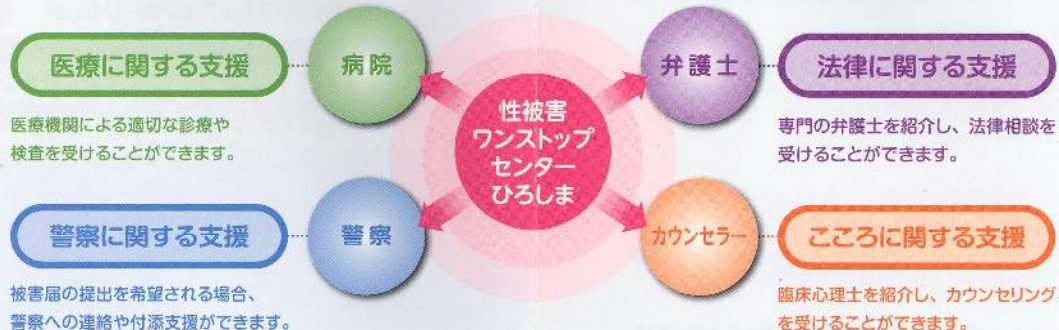 医療に関する支援
病院
医療機関による適切な診療や
検査を受けることができます。
警察に関する支援
警察
被害届の提出を希望される場合、
警察への連絡や付添支援ができます。
性被害
ワンストップ
センター
ひろしま
弁護士
法律に関する支援
専門の弁護士を紹介し、法律相談を
受けることができます。
カウンセラー
こころに関する支援
臨床心理士を紹介し、カウンセリング
を受けることができます。